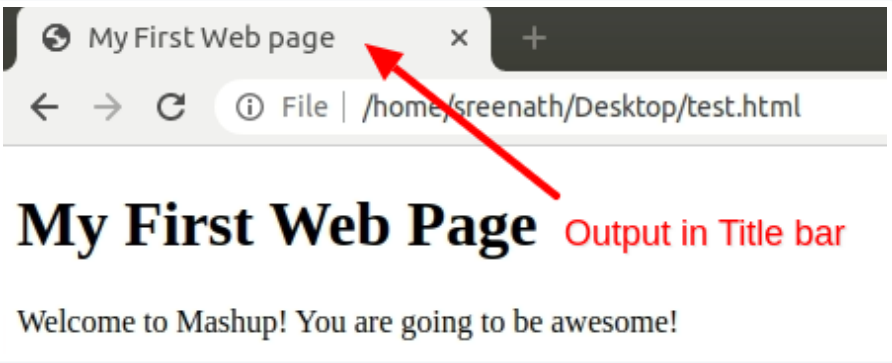 My First Web page
File | /home/sreenath/Desktop/test.html
My First Web Page
Output in Title bar
Welcome to Mashup! You are going to be awesome!